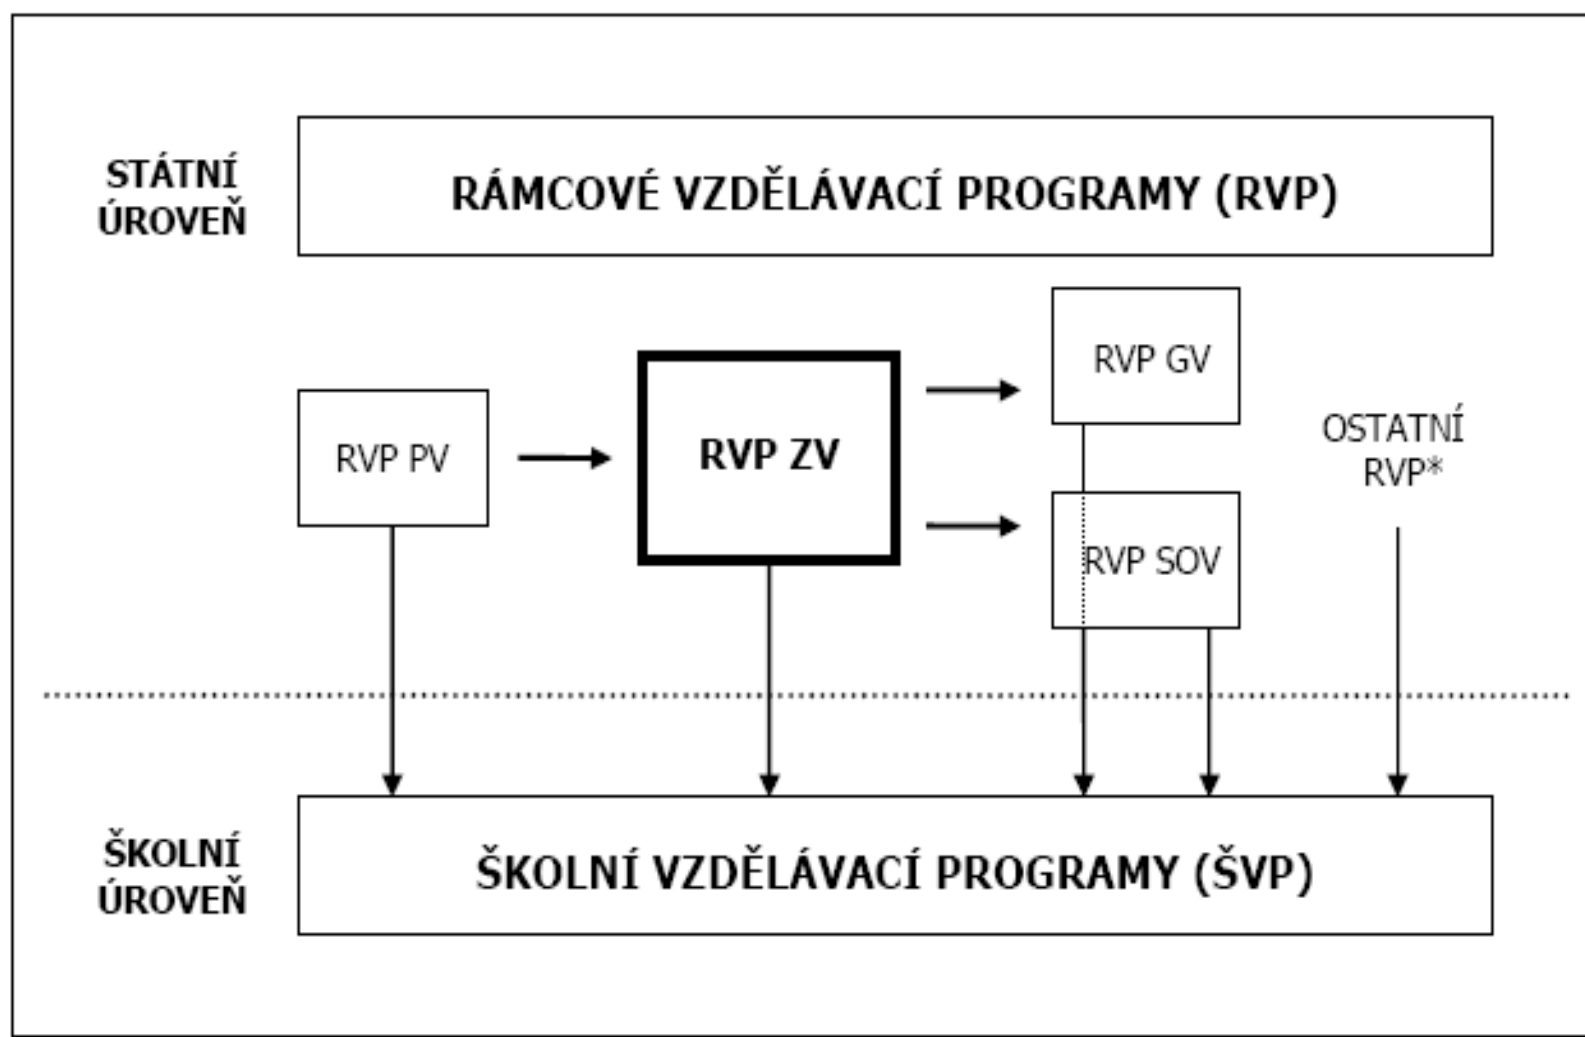 STÁTNÍ
ÚROVEŇ
RÁMCOVÉ VZDĚLÁVACÍ PROGRAMY (RVP)
RVP PV
RVP ZV
RVP GV
RVP SOV
OSTATNÍ
RVP*
ŠKOLNÍ
ÚROVEŇ
ŠKOLNÍ VZDĚLÁVACÍ PROGRAMY (ŠVP)